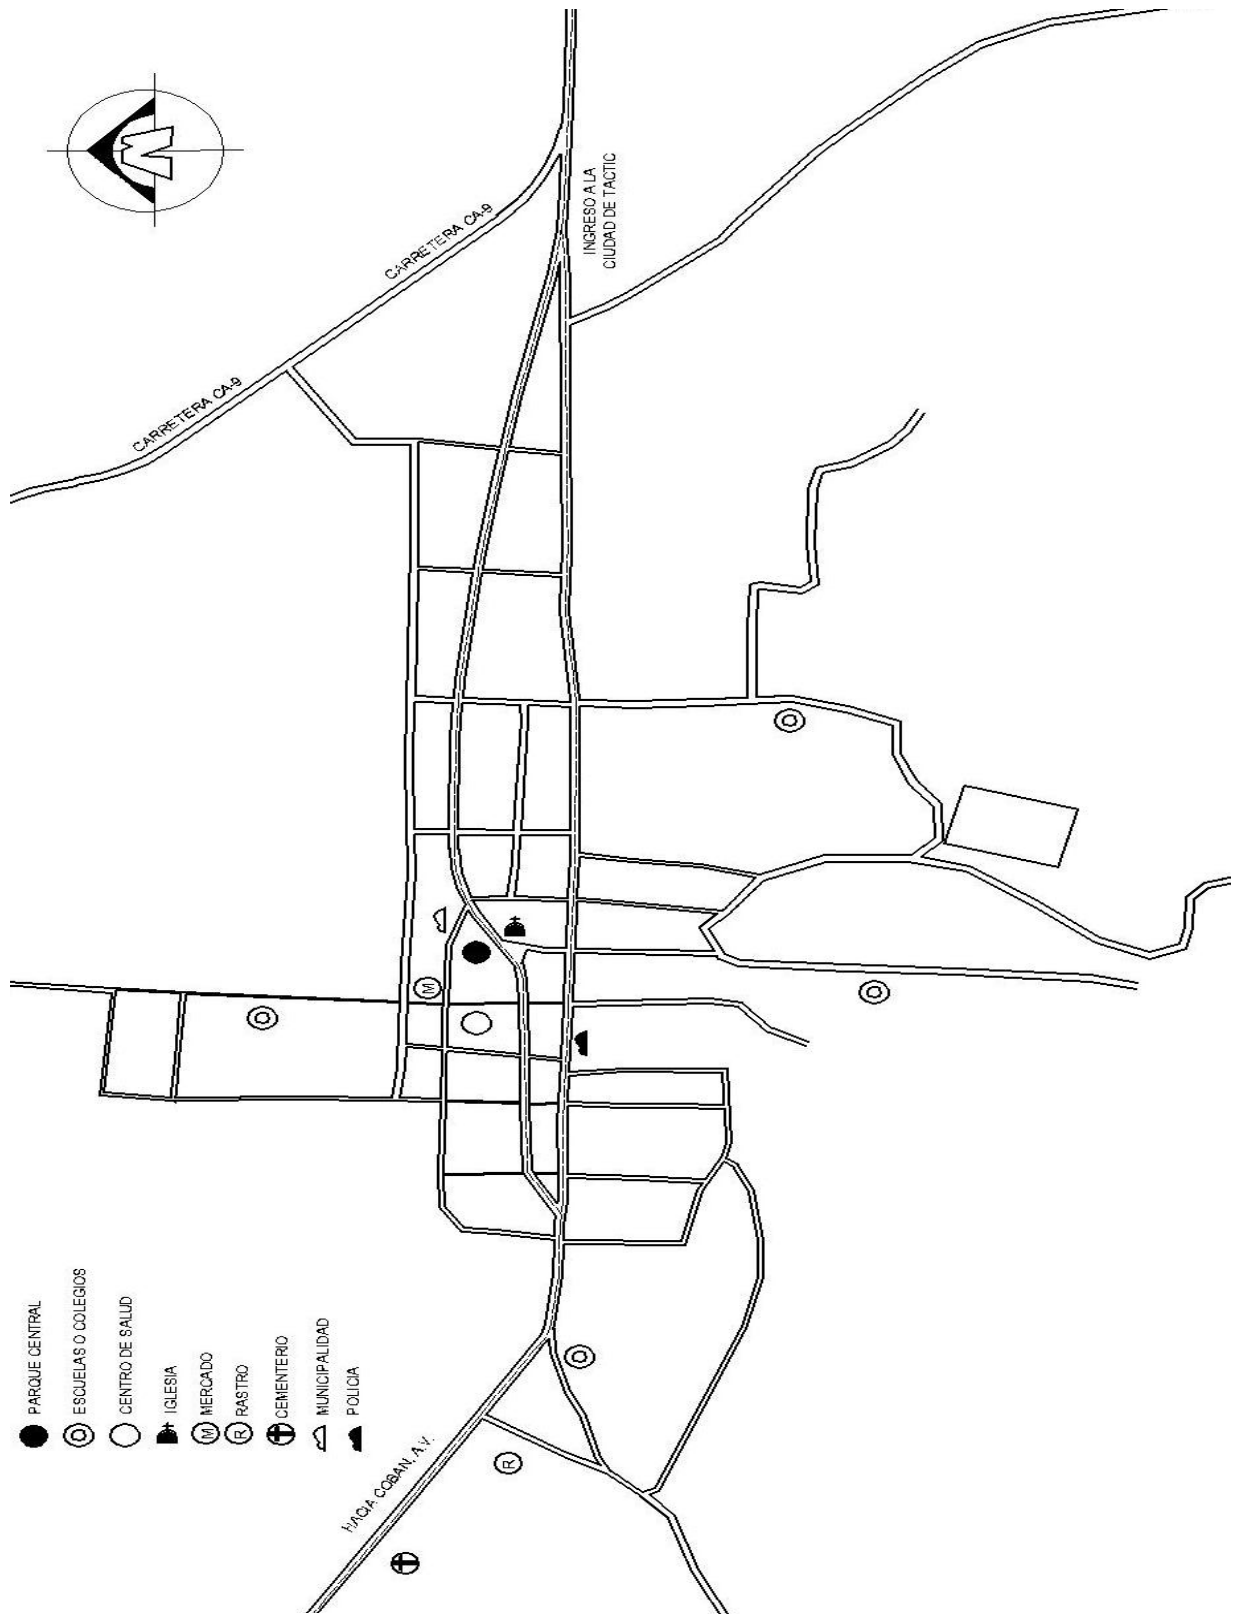 PARQUE CENTRAL
ESCUELAS O COLEGIOS
CENTRO DE SALUD
IGLESIA
M MERCADO
R RASTRO
CEMENTERIO
MUNICIPALIDAD
POLICIA
N
CARRETERA CA-9
CARRETERA CA-9
HACIA COBAN, A.V.
M
R
INGRESO A LA
CIUDAD DE TACTIC